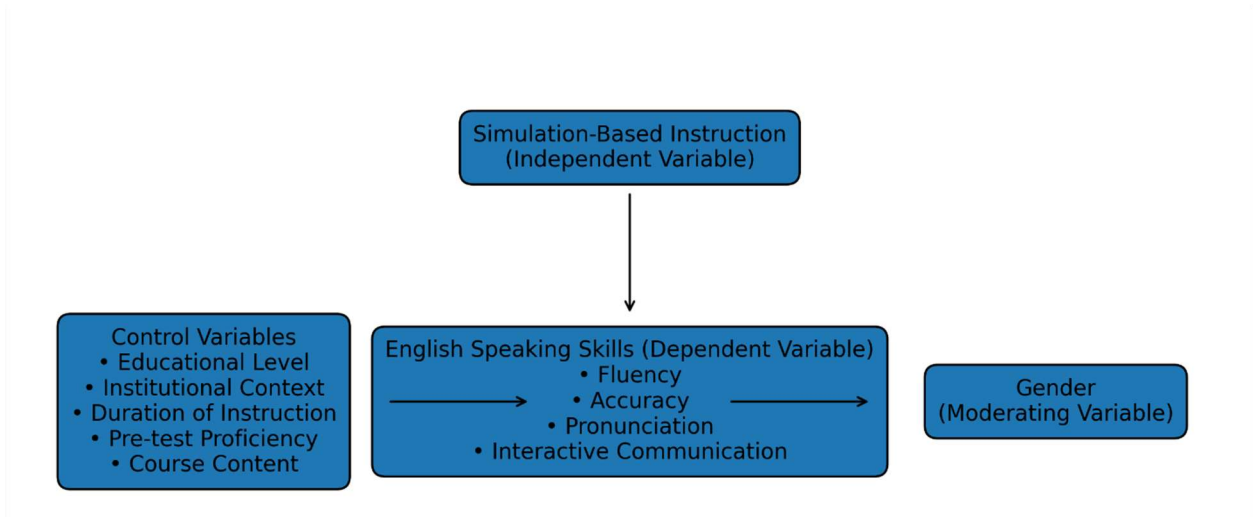 Simulation-Based Instruction
(Independent Variable)
Control Variables
• Educational Level
• Institutional Context
• Duration of Instruction
• Pre-test Proficiency
• Course Content
English Speaking Skills (Dependent Variable)
• Fluency
• Accuracy
• Pronunciation
• Interactive Communication
Gender
(Moderating Variable)